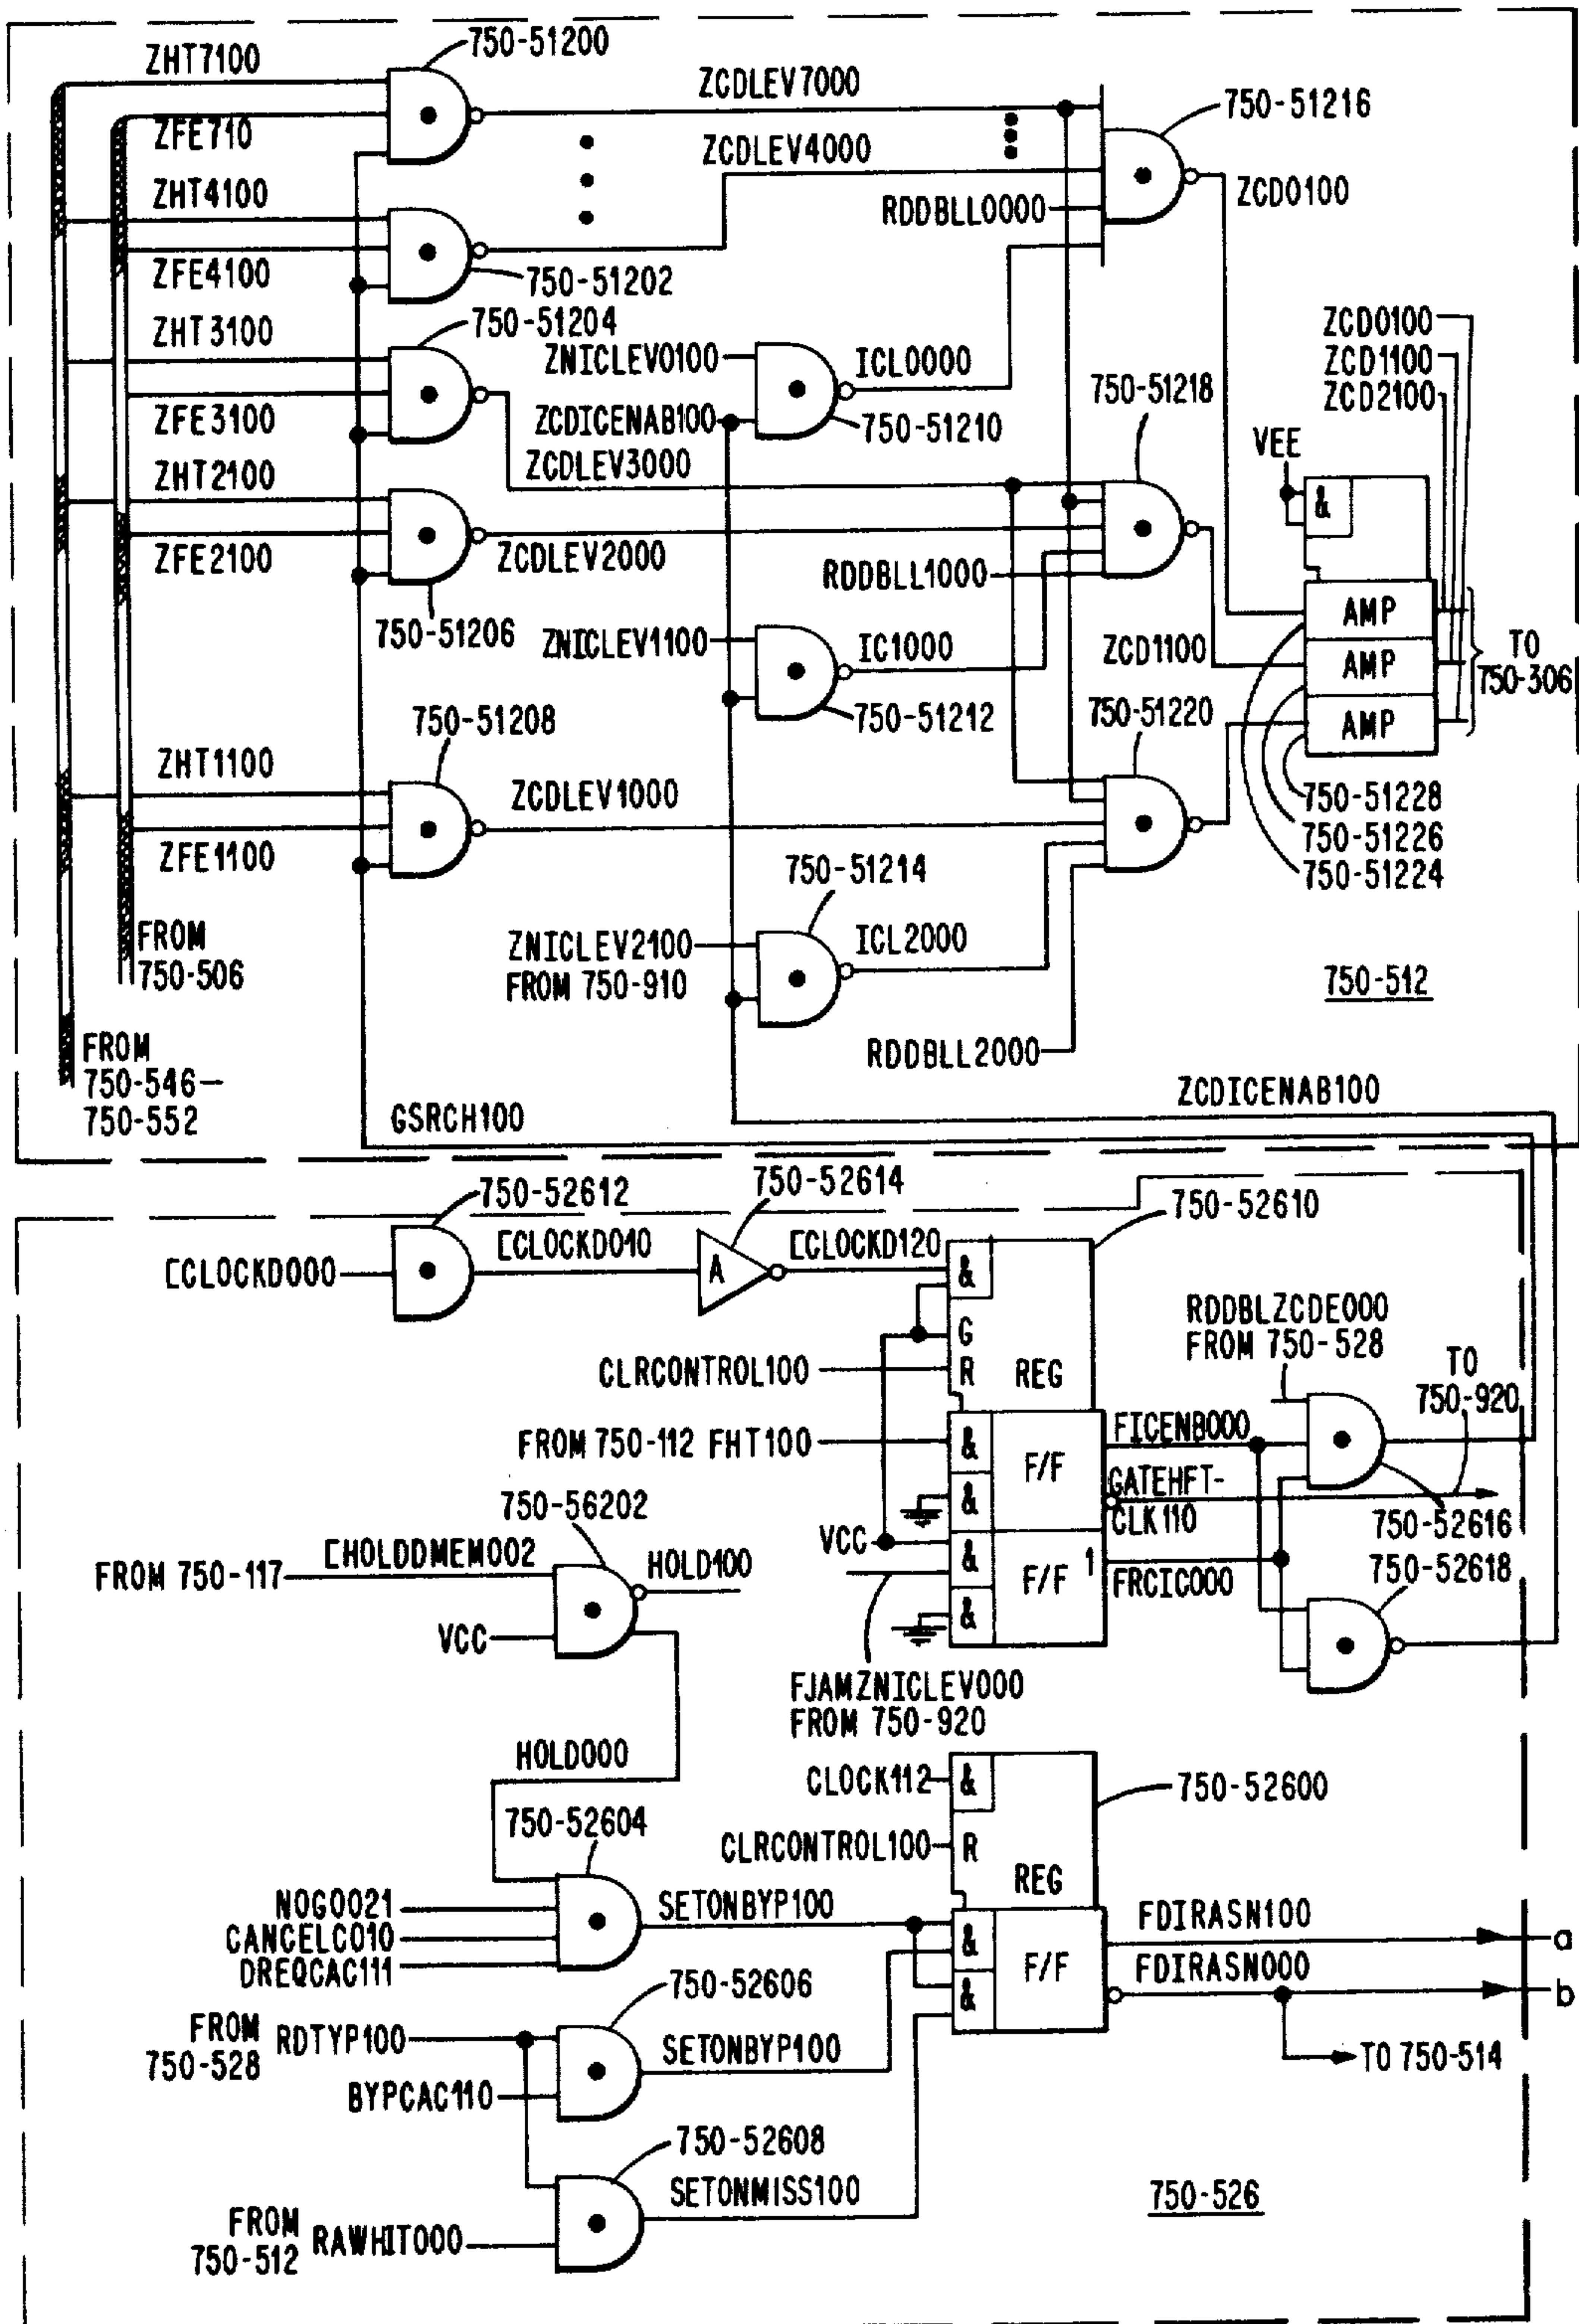 750-51200
ZHT7100
ZCDLEV7000
750-51216
ZFE710
ZCDLEV4000
ZHT4100
RDDBLL0000
ZCD0100
ZFE4100
750-51202
750-51204
ZHT3100
ZNICLEV0100
ICL0000
750-51218
ZCD0100
ZCD1100
ZCD2100
ZFE3100
ZCDICENAB100
750-51210
VEE
ZCDLEV3000
ZHT2100
&
ZFE2100
ZCDLEV2000
RDDBLL1000
AMP
750-51206
ZNICLEV1100
IC1000
ZCD1100
AMP
TO
750-306
750-51208
750-51212
750-51220
AMP
ZHT1100
ZCDLEV1000
750-51228
750-51226
750-51224
ZFE1100
750-51214
FROM
750-506
ZNICLEV2100
FROM 750-910
ICL2000
750-512
FROM
750-546-
750-552
RDDBLL2000
ZCDICENAB100
GSRCH100
750-52612
750-52614
750-52610
[CLOCKD000
[CLOCKD010
A
[CLOCKD120
&
G
R
REG
RDDBLZCDE000
FROM 750-528
CLRCONTROL100
TO
750-920
FROM 750-112 FHT100
&
F/F
FICENB000
&
GATEHFT-
CLK110
750-52616
750-56202
VCC
&
F/F
1
FRCIC000
750-52618
FROM 750-117
[HOLDDMEM002
HOLD100
&
VCC
FJAMZNICLEV000
FROM 750-920
HOLD000
CLOCK112
&
750-52600
750-52604
CLRCONTROL100
R
REG
NOG0021
CANCELC010
DREQCAC111
SETONBYP100
&
F/F
FDIRASN100
a
&
FDIRASN000
b
750-52606
FROM
750-528
RDTYP100
SETONBYP100
TO 750-514
BYPCAC110
750-52608
SETONMISS100
750-526
FROM
750-512
RAWHIT000